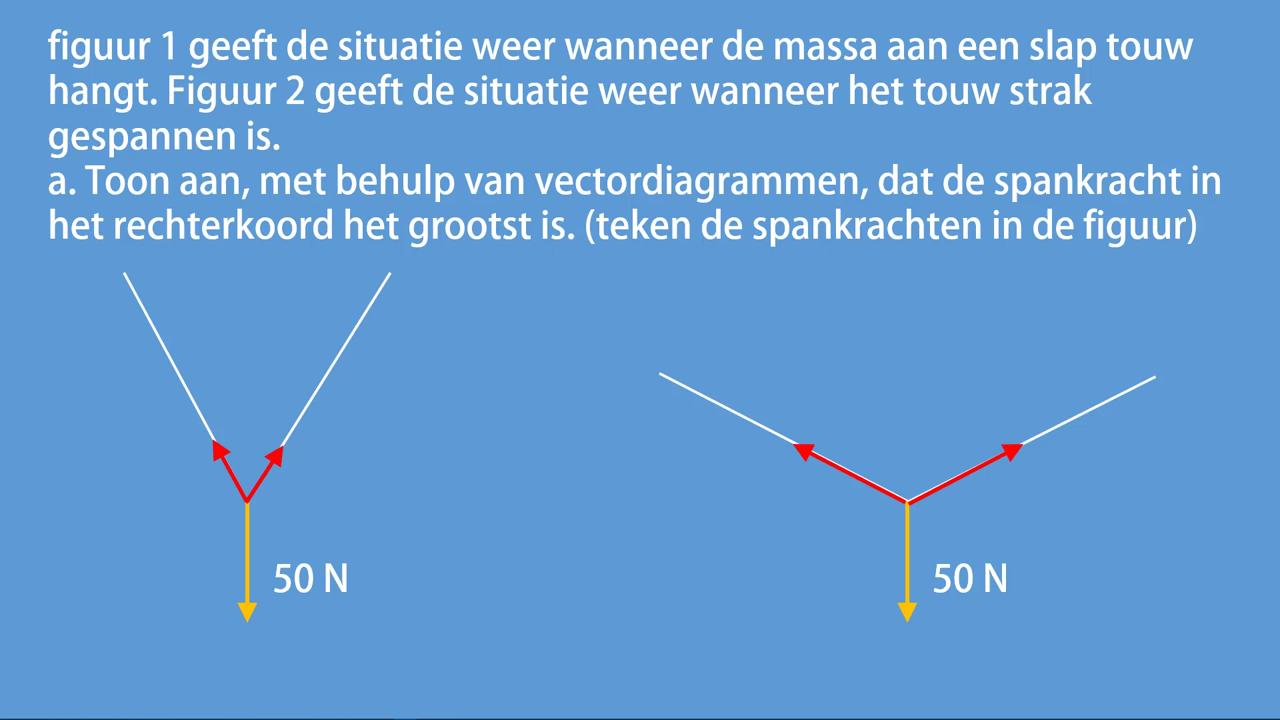 figuur 1 geeft de situatie weer wanneer de massa aan een slap touw
hangt. Figuur 2 geeft de situatie weer wanneer het touw strak
gespannen is.
a. Toon aan, met behulp van vectordiagrammen, dat de spankracht in
het rechterkoord het grootst is. (teken de spankrachten in de figuur)
50 N
50 N